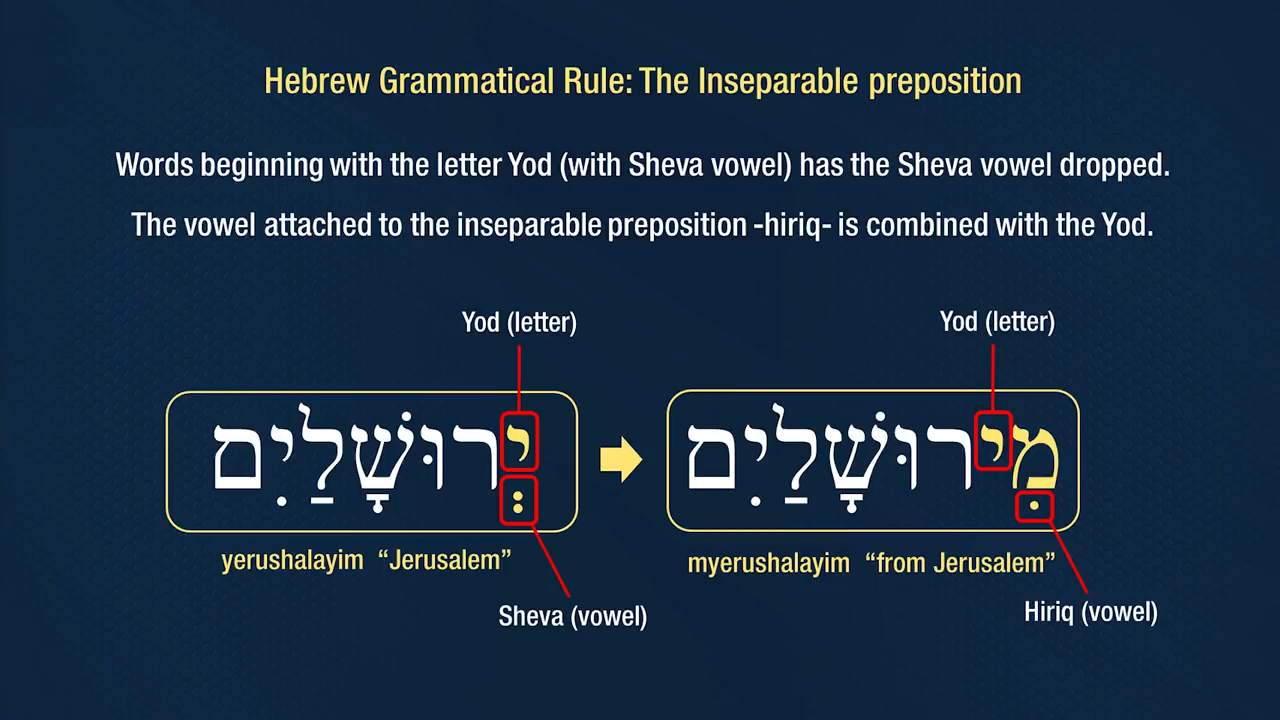 Hebrew Grammatical Rule: The Inseparable preposition
Words beginning with the letter Yod (with Sheva vowel) has the Sheva vowel dropped.
The vowel attached to the inseparable preposition -hiriq- is combined with the Yod.
Yod (letter)
Yod (letter)
יְרוּשָׁלַיִם
מִירוּשָׁלַיִם
yerushalayim “Jerusalem”
myerushalayim “from Jerusalem”
Sheva (vowel)
Hiriq (vowel)